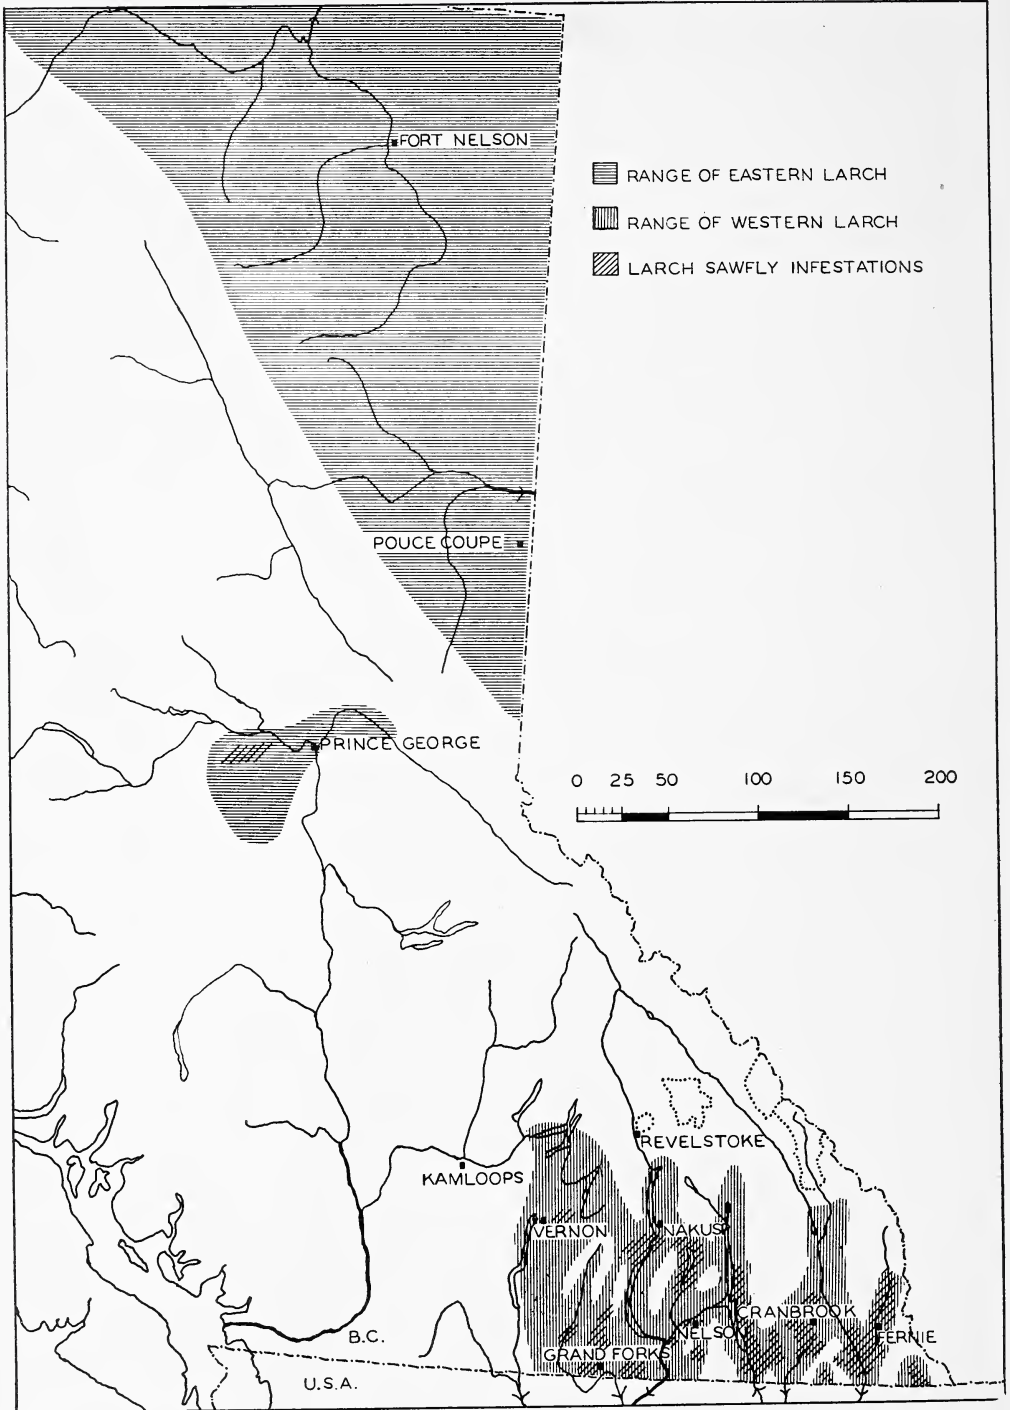 FORT NELSON
RANGE OF EASTERN LARCH
RANGE OF WESTERN LARCH
LARCH SAWFLY INFESTATIONS
POUCE COUPE
PRINCE GEORGE
0 25 50 100 150 200
REVELSTOKE
KAMLOOPS
VERNON
NAKUS
CRANBROOK
NELSON
FERNIE
B.C.
GRAND FORKS
U.S.A.